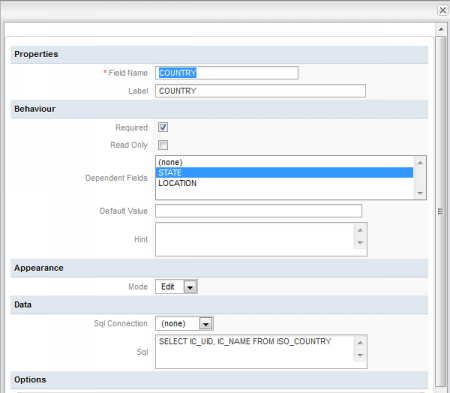 Properties
* Field Name COUNTRY
Label COUNTRY
Behaviour
Required
Read Only
Dependent Fields (none)
STATE
LOCATION
Default Value
Hint
Appearance
Mode Edit
Data
Sql Connection (none)
Sql SELECT IC_UID, IC_NAME FROM ISO_COUNTRY
Options